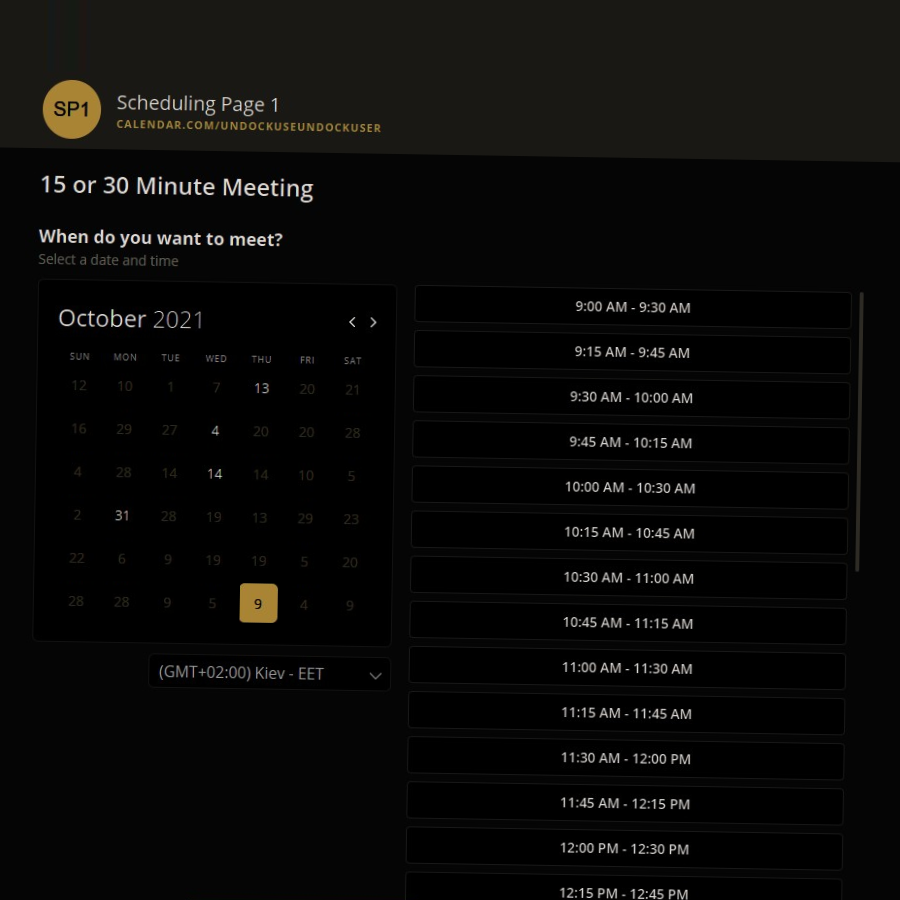 SP1
Scheduling Page 1
CALENDAR.COM/UNDOCKUSEUNDOCKUSER
15 or 30 Minute Meeting
When do you want to meet?
Select a date and time
October 2021
SUN MON TUE WED THU FRI SAT
12 10 1 7 13 20 21
16 29 27 4 20 20 28
4 28 14 14 14 10 5
2 31 28 19 13 29 23
22 6 9 19 19 5 20
28 28 9 5 9 4 9
(GMT+02:00) Kiev - EET
9:00 AM - 9:30 AM
9:15 AM - 9:45 AM
9:30 AM - 10:00 AM
9:45 AM - 10:15 AM
10:00 AM - 10:30 AM
10:15 AM - 10:45 AM
10:30 AM - 11:00 AM
10:45 AM - 11:15 AM
11:00 AM - 11:30 AM
11:15 AM - 11:45 AM
11:30 AM - 12:00 PM
11:45 AM - 12:15 PM
12:00 PM - 12:30 PM
12:15 PM - 12:45 PM